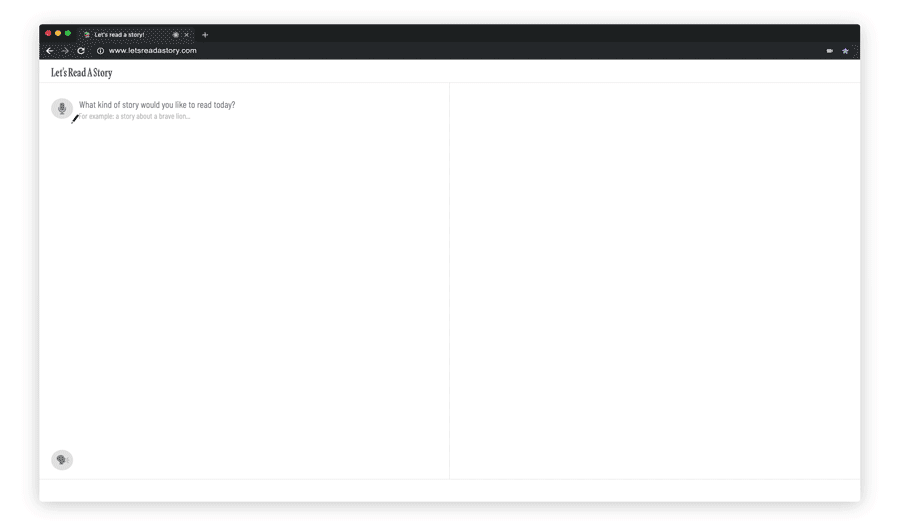 Let's read a story!
www.letsreadastory.com
Let's Read A Story
What kind of story would you like to read today?
For example: a story about a brave lion...